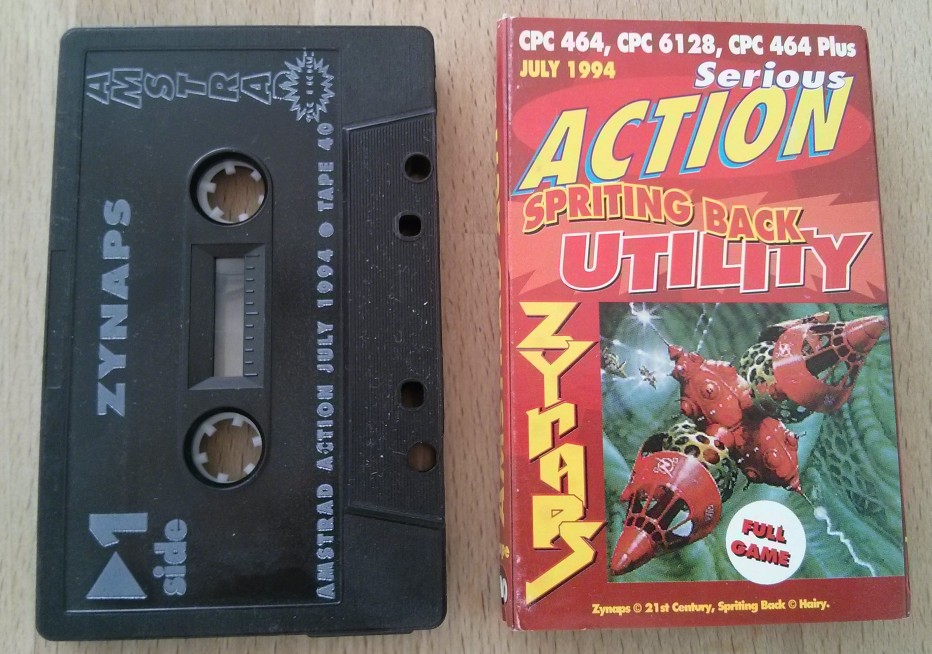 AMSTRAD
ZYNAPS
1
side
AMSTRAD ACTION JULY 1994 ● TAPE 40
CPC 464, CPC 6128, CPC 464 Plus
JULY 1994
Serious
ACTION
SPRITING BACK
UTILITY
ZYNAPS
FULL
GAME
Zynaps © 21st Century, Spriting Back © Hairy.